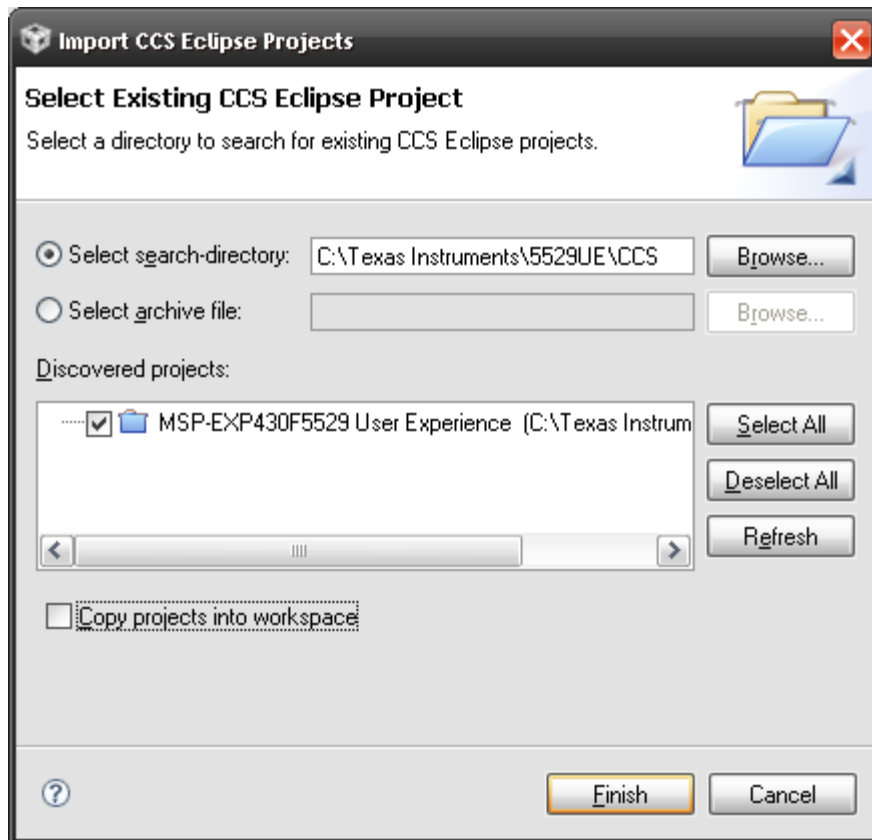 Import CCS Eclipse Projects
Select Existing CCS Eclipse Project
Select a directory to search for existing CCS Eclipse projects.
Select search-directory: C:\Texas Instruments\5529UE\CCS Browse...
Select archive file: Browse...
Discovered projects:
MSP-EXP430F5529 User Experience (C:\Texas Instrum
Select All
Deselect All
Refresh
Copy projects into workspace
? Finish Cancel